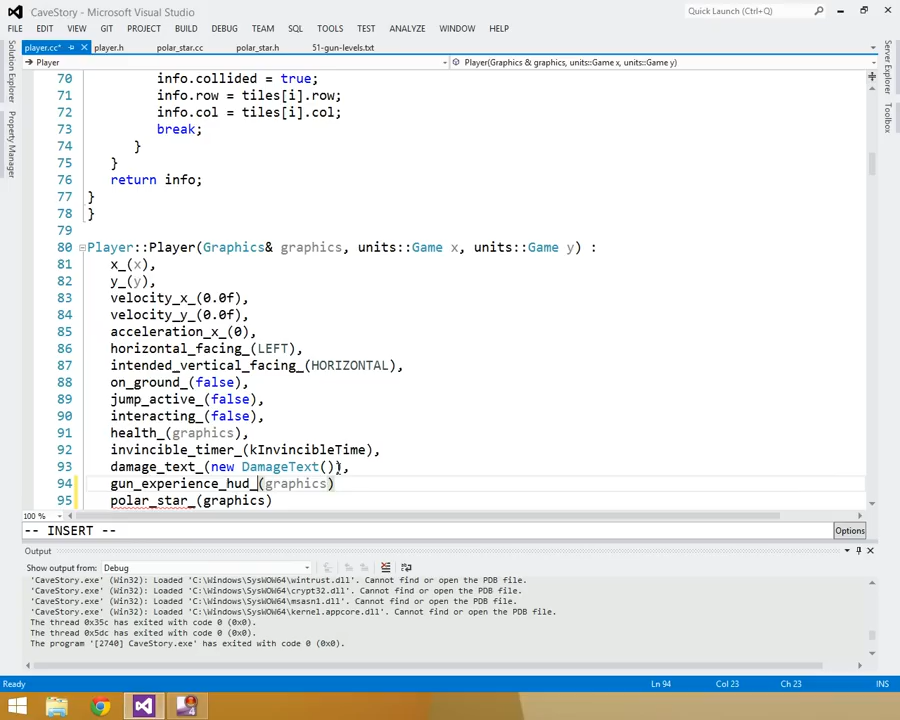 CaveStory - Microsoft Visual Studio
Quick Launch (Ctrl+Q)
FILE EDIT VIEW GIT PROJECT BUILD DEBUG TEAM SQL TOOLS TEST ANALYZE WINDOW HELP
player.cc* player.h polar_star.cc polar_star.h 51-gun-levels.txt
Player Player(Graphics & graphics, units::Game x, units::Game y)
Solution Explorer
Property Manager
Server Explorer
Toolbox
70 info.collided = true;
71 info.row = tiles[i].row;
72 info.col = tiles[i].col;
73 break;
74 }
75 }
76 return info;
77 }
78 }
79
80 Player::Player(Graphics& graphics, units::Game x, units::Game y) :
81 x_(x),
82 y_(y),
83 velocity_x_(0.0f),
84 velocity_y_(0.0f),
85 acceleration_x_(0),
86 horizontal_facing_(LEFT),
87 intended_vertical_facing_(HORIZONTAL),
88 on_ground_(false),
89 jump_active_(false),
90 interacting_(false),
91 health_(graphics),
92 invincible_timer_(kInvincibleTime),
93 damage_text_(new DamageText()),
94 gun_experience_hud_(graphics)
95 polar_star_(graphics)
100 %
-- INSERT -- Options
Output
Show output from: Debug
'CaveStory.exe' (Win32): Loaded 'C:\Windows\SysWOW64\wintrust.dll'. Cannot find or open the PDB file.
'CaveStory.exe' (Win32): Loaded 'C:\Windows\SysWOW64\crypt32.dll'. Cannot find or open the PDB file.
'CaveStory.exe' (Win32): Loaded 'C:\Windows\SysWOW64\msasn1.dll'. Cannot find or open the PDB file.
'CaveStory.exe' (Win32): Loaded 'C:\Windows\SysWOW64\kernel.appcore.dll'. Cannot find or open the PDB file.
The thread 0x35c has exited with code 0 (0x0).
The thread 0x5dc has exited with code 0 (0x0).
The program '[2740] CaveStory.exe' has exited with code 0 (0x0).
Ready Ln 94 Col 23 Ch 23 INS